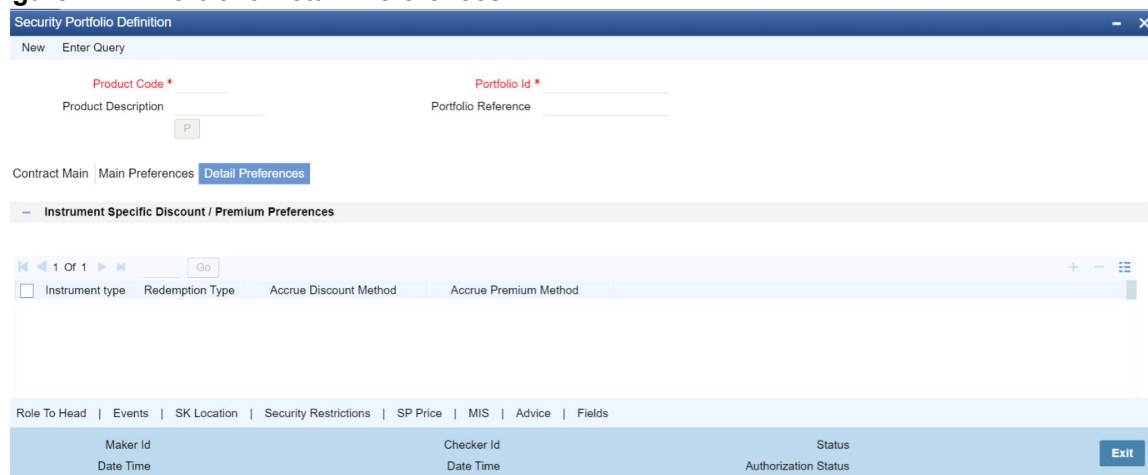 Security Portfolio Definition
New Enter Query
Product Code * Portfolio Id *
Product Description Portfolio Reference
P
Contract Main Main Preferences Detail Preferences
Instrument Specific Discount / Premium Preferences
1 Of 1 Go
Instrument type Redemption Type Accrue Discount Method Accrue Premium Method
Role To Head | Events | SK Location | Security Restrictions | SP Price | MIS | Advice | Fields
Maker Id Checker Id Status
Date Time Date Time Authorization Status
Exit